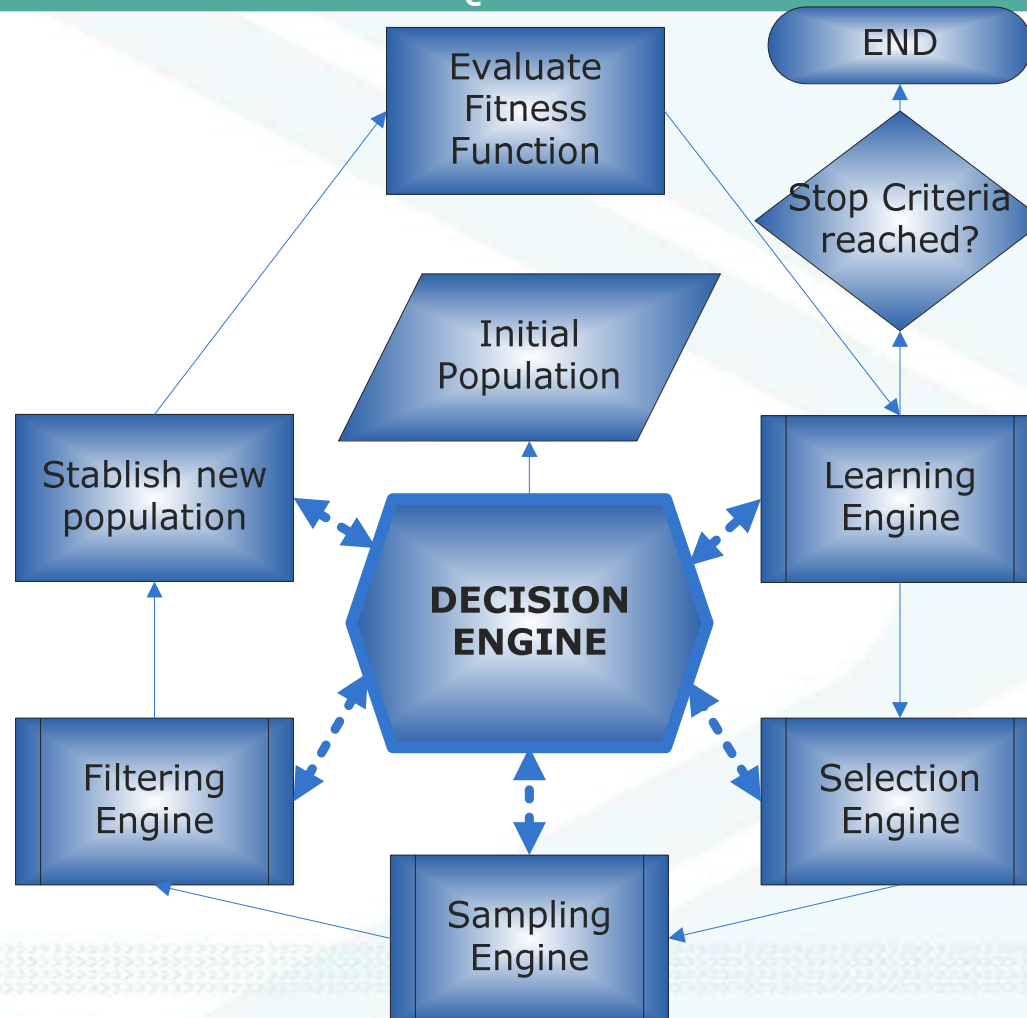 END
Evaluate
Fitness
Function
Stop Criteria
reached?
Initial
Population
Stablish new
population
Learning
Engine
DECISION
ENGINE
Filtering
Engine
Selection
Engine
Sampling
Engine